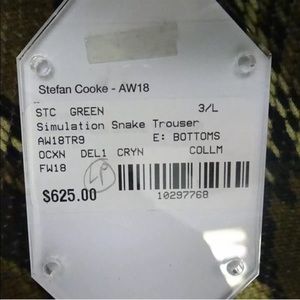 Stefan Cooke - AW18
STC GREEN 3/L
Simulation Snake Trouser
AW18TR9 E: BOTTOMS
OCXN DEL1 CRYN COLLM
FW18
$625.00
10297768